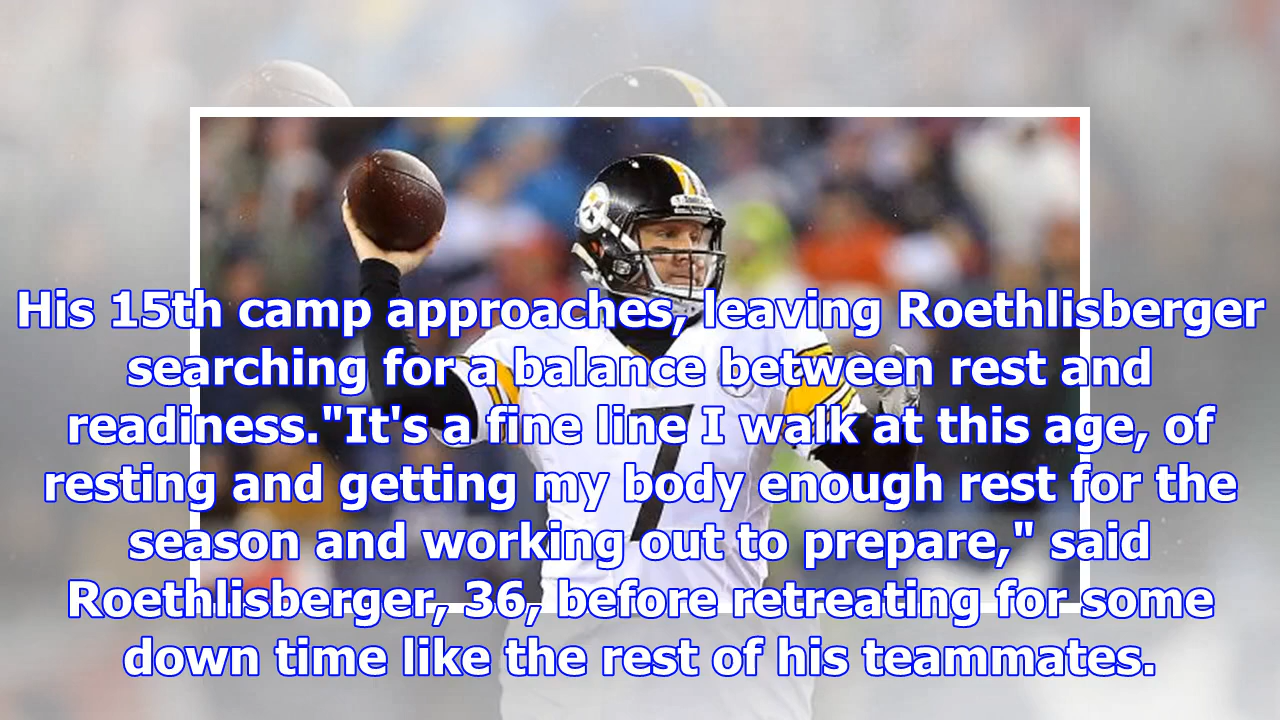 His 15th camp approaches, leaving Roethlisberger
searching for a balance between rest and
readiness."It's a fine line I walk at this age, of
resting and getting my body enough rest for the
season and working out to prepare," said
Roethlisberger, 36, before retreating for some
down time like the rest of his teammates.
7